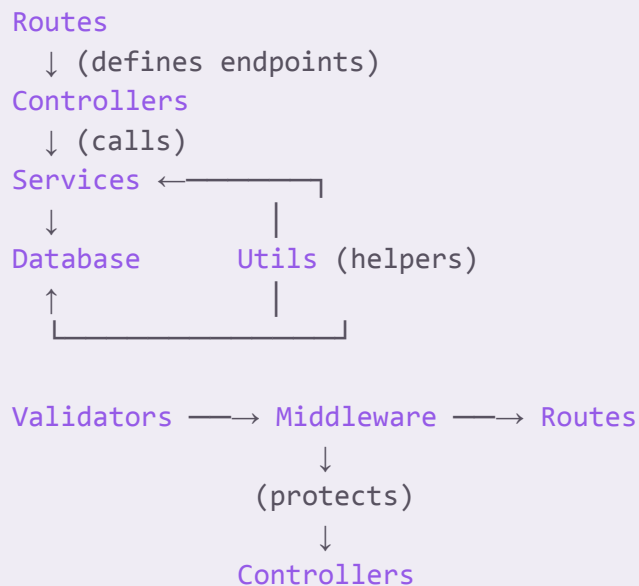 Routes
↓ (defines endpoints)
Controllers
↓ (calls)
Services ←────────┐
↓ │
Database Utils (helpers)
↑ │
└──────────────┘
Validators ──→ Middleware ──→ Routes
↓
(protects)
↓
Controllers